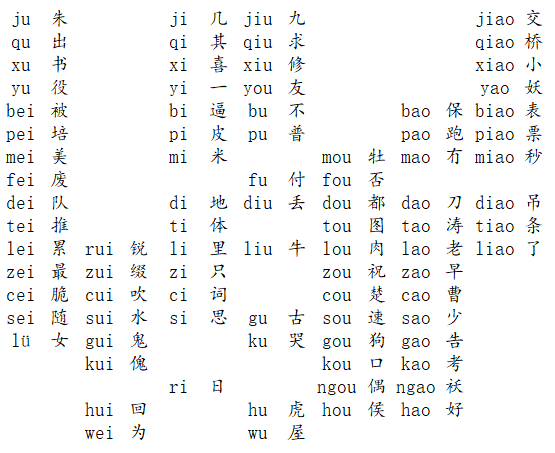 ju 朱 ji 几 jiu 九 jiao 交
qu 出 qi 其 qiu 求 qiao 桥
xu 书 xi 喜 xiu 修 xiao 小
yu 役 yi 一 you 友 yao 妖
bei 被 bi 逼 bu 不 bao 保 biao 表
pei 培 pi 皮 pu 普 pao 跑 piao 票
mei 美 mi 米 mou 牡 mao 冇 miao 秒
fei 废 fu 付 fou 否
dei 队 di 地 diu 丢 dou 都 dao 刀 diao 吊
tei 推 ti 体 tou 图 tao 涛 tiao 条
lei 累 rui 锐 li 里 liu 牛 lou 肉 lao 老 liao 了
zei 最 zui 缀 zi 只 zou 祝 zao 早
cei 脆 cui 吹 ci 词 cou 楚 cao 曹
sei 随 sui 水 si 思 gu 古 sou 速 sao 少
lü 女 gui 鬼 ku 哭 gou 狗 gao 告
kui 傀 kou 口 kao 考
ri 日 ngou 偶 ngao 袄
hui 回 hu 虎 hou 侯 hao 好
wei 为 wu 屋